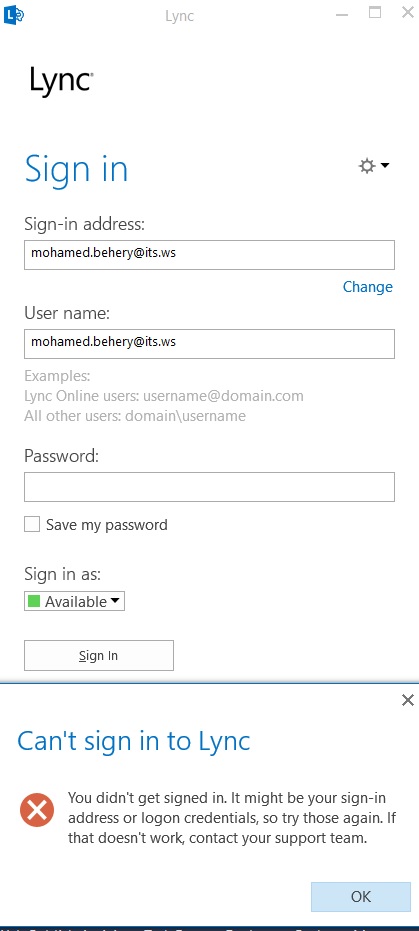 Lync
Lync
Sign in
Sign-in address:
mohamed.behery@its.ws
Change
User name:
mohamed.behery@its.ws
Examples:
Lync Online users: username@domain.com
All other users: domain\username
Password:
Save my password
Sign in as:
Available
Sign In
Can't sign in to Lync
You didn't get signed in. It might be your sign-in
address or logon credentials, so try those again. If
that doesn't work, contact your support team.
OK